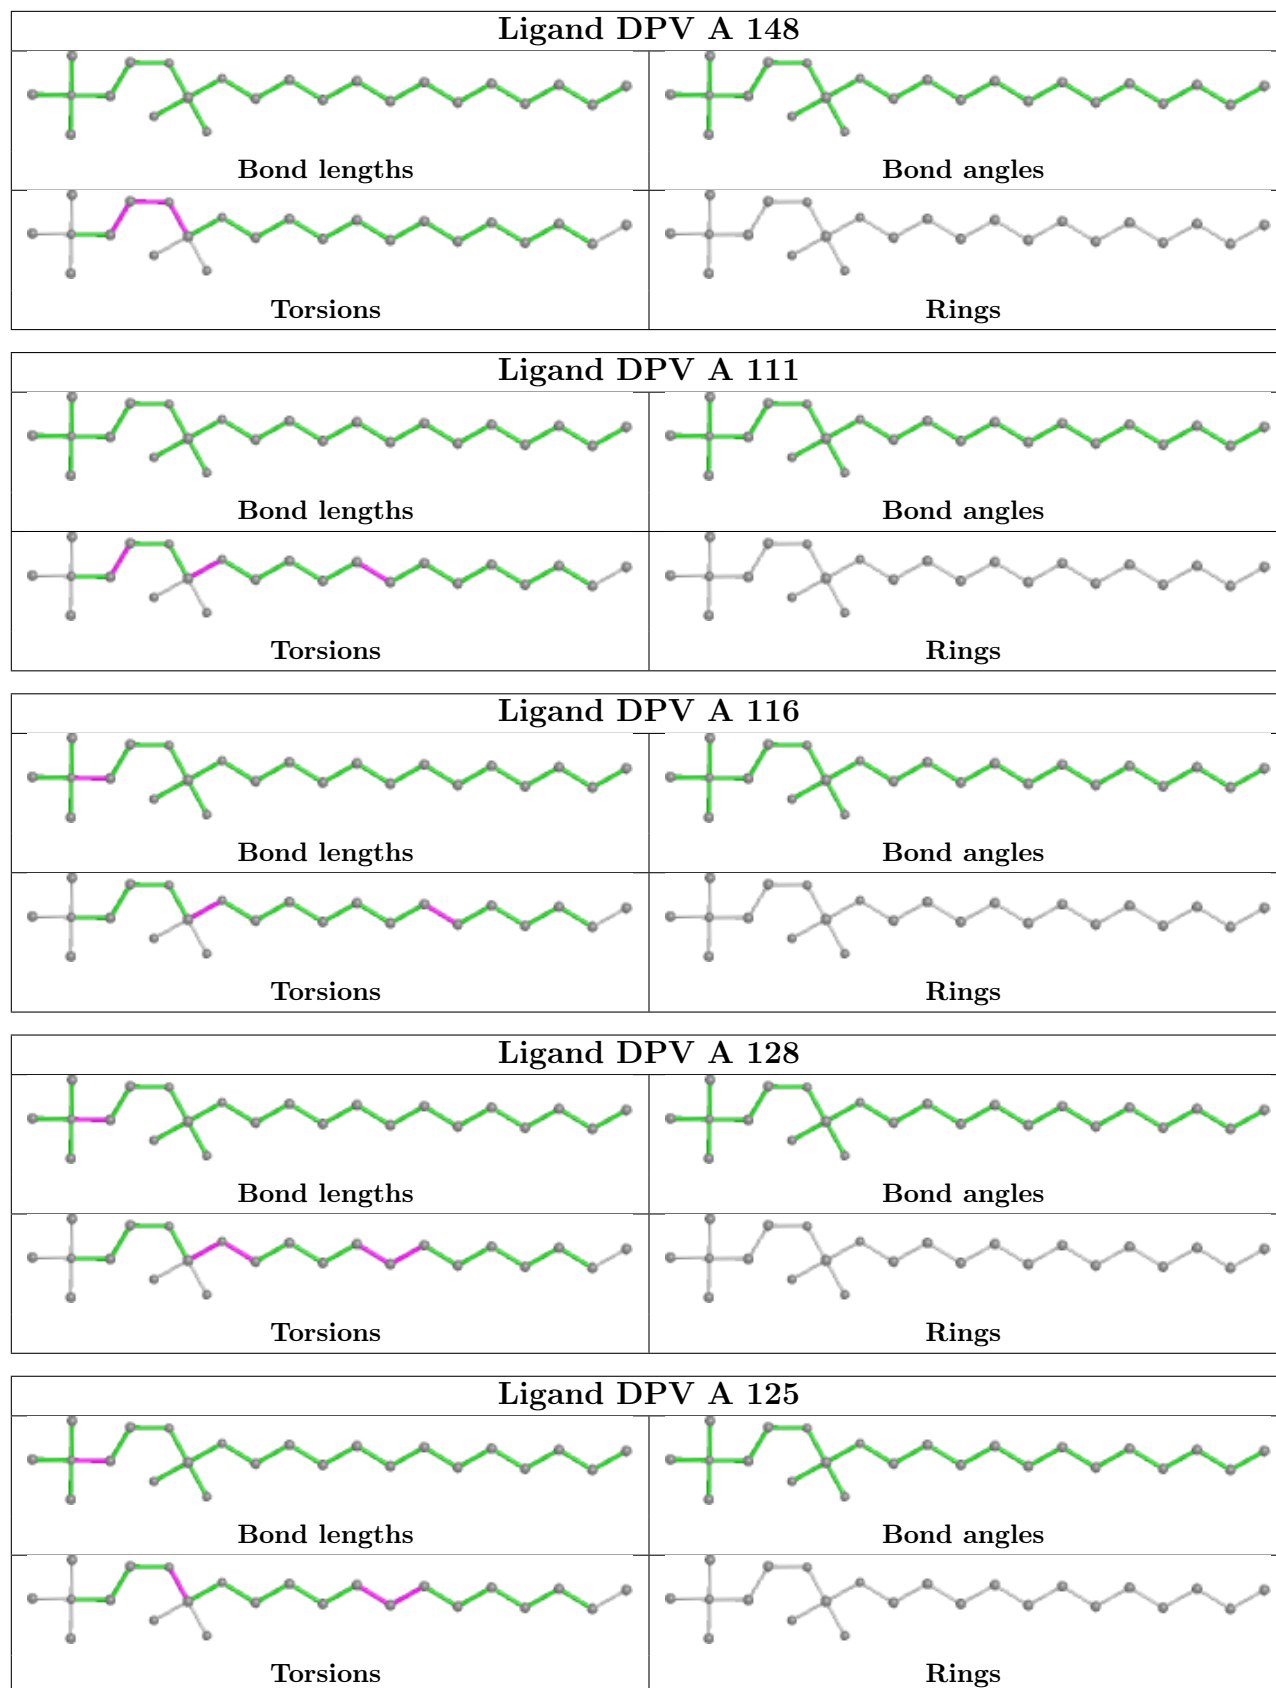 Ligand DPV A 148
Bond lengths Bond angles
Torsions Rings
Ligand DPV A 111
Bond lengths Bond angles
Torsions Rings
Ligand DPV A 116
Bond lengths Bond angles
Torsions Rings
Ligand DPV A 128
Bond lengths Bond angles
Torsions Rings
Ligand DPV A 125
Bond lengths Bond angles
Torsions Rings